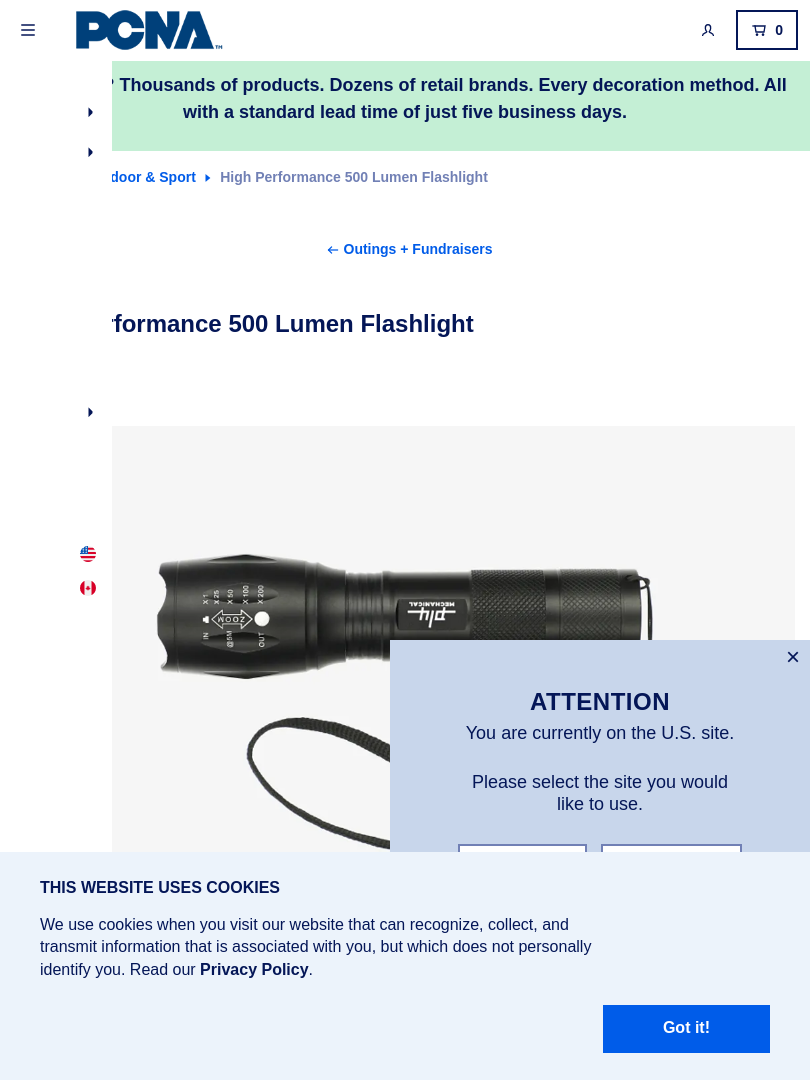 PCNA™
0
Thousands of products. Dozens of retail brands. Every decoration method. All
with a standard lead time of just five business days.
door & Sport
High Performance 500 Lumen Flashlight
← Outings + Fundraisers
formance 500 Lumen Flashlight
X 1 X 25 X 50 X 100 X 200
ZOOM
IN @5M OUT
ply
MECHANICAL
ATTENTION
You are currently on the U.S. site.
Please select the site you would
like to use.
THIS WEBSITE USES COOKIES
We use cookies when you visit our website that can recognize, collect, and
transmit information that is associated with you, but which does not personally
identify you. Read our Privacy Policy.
Got it!